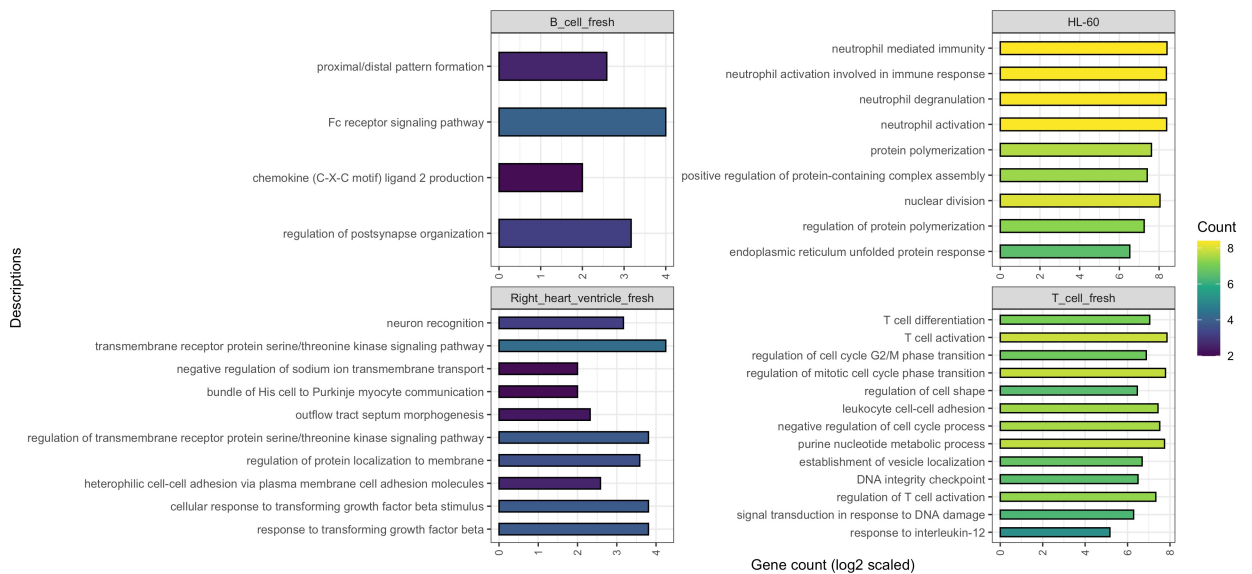 B_cell_fresh
proximal/distal pattern formation
Fc receptor signaling pathway
chemokine (C-X-C motif) ligand 2 production
regulation of postsynapse organization
0 1 2 3 4
HL-60
neutrophil mediated immunity
neutrophil activation involved in immune response
neutrophil degranulation
neutrophil activation
protein polymerization
positive regulation of protein-containing complex assembly
nuclear division
regulation of protein polymerization
endoplasmic reticulum unfolded protein response
0 2 4 6 8
Right_heart_ventricle_fresh
neuron recognition
transmembrane receptor protein serine/threonine kinase signaling pathway
negative regulation of sodium ion transmembrane transport
bundle of His cell to Purkinje myocyte communication
outflow tract septum morphogenesis
regulation of transmembrane receptor protein serine/threonine kinase signaling pathway
regulation of protein localization to membrane
heterophilic cell-cell adhesion via plasma membrane cell adhesion molecules
cellular response to transforming growth factor beta stimulus
response to transforming growth factor beta
0 1 2 3 4
T_cell_fresh
T cell differentiation
T cell activation
regulation of cell cycle G2/M phase transition
regulation of mitotic cell cycle phase transition
regulation of cell shape
leukocyte cell-cell adhesion
negative regulation of cell cycle process
purine nucleotide metabolic process
establishment of vesicle localization
DNA integrity checkpoint
regulation of T cell activation
signal transduction in response to DNA damage
response to interleukin-12
0 2 4 6 8
Descriptions
Gene count (log2 scaled)
Count
8
6
4
2